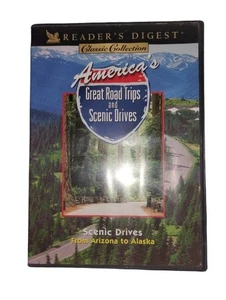 READER'S DIGEST
Classic Collection
America's
Great Road Trips
and
Scenic Drives
Scenic Drives
From Arizona to Alaska